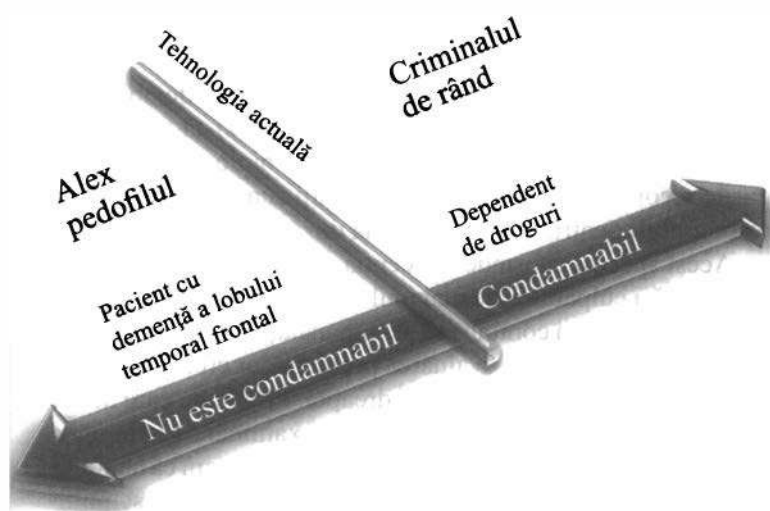 Tehnologia actuală
Criminalul
de rând
Alex
pedofilul
Dependent
de droguri
Pacient cu
demență a lobului
temporal frontal
Condamnabil
Nu este condamnabil